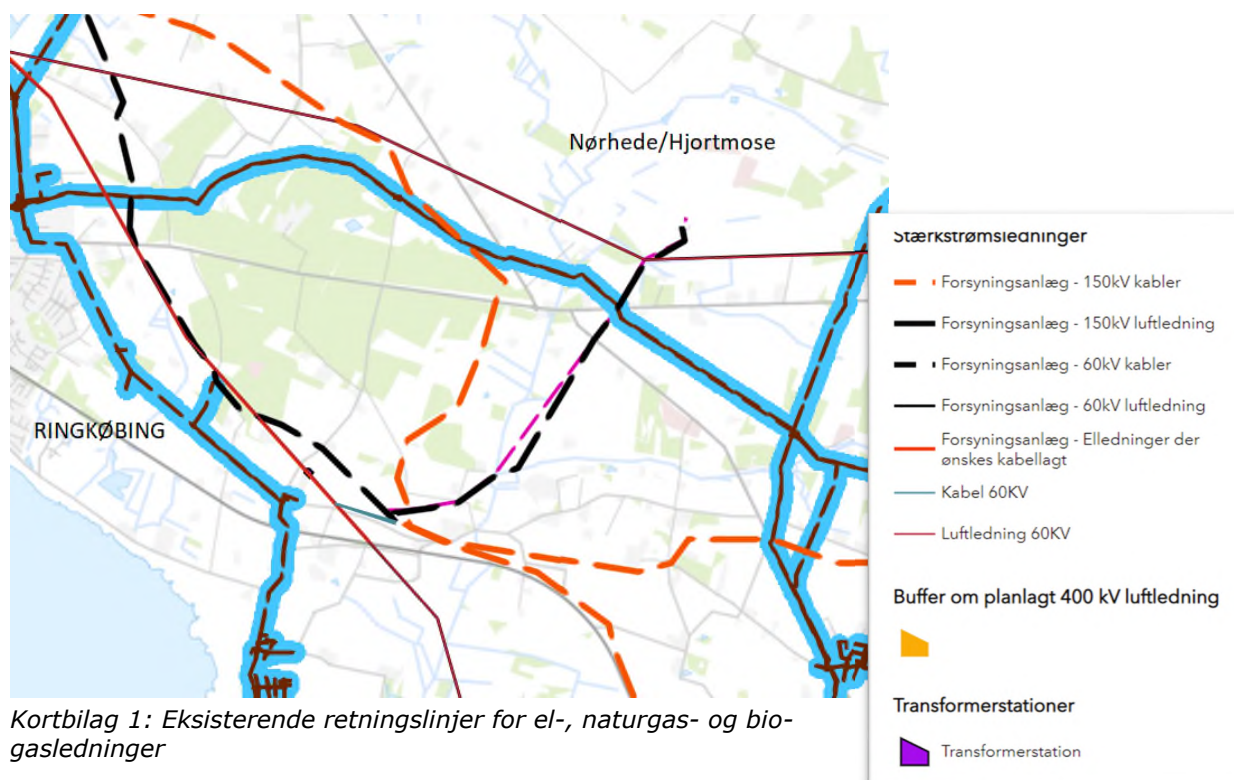 Nørhede/Hjortmose
RINGKØBING
Stærkstrømsledninger
Forsyningsanlæg - 150kV kabler
Forsyningsanlæg - 150kV luftledning
Forsyningsanlæg - 60kV kabler
Forsyningsanlæg - 60kV luftledning
Forsyningsanlæg - Elledninger der
ønskes kabellagt
Kabel 60KV
Luftledning 60KV
Buffer om planlagt 400 kV luftledning
Transformerstationer
Transformerstation
Kortbilag 1: Eksisterende retningslinjer for el-, naturgas- og bio-
gasledninger